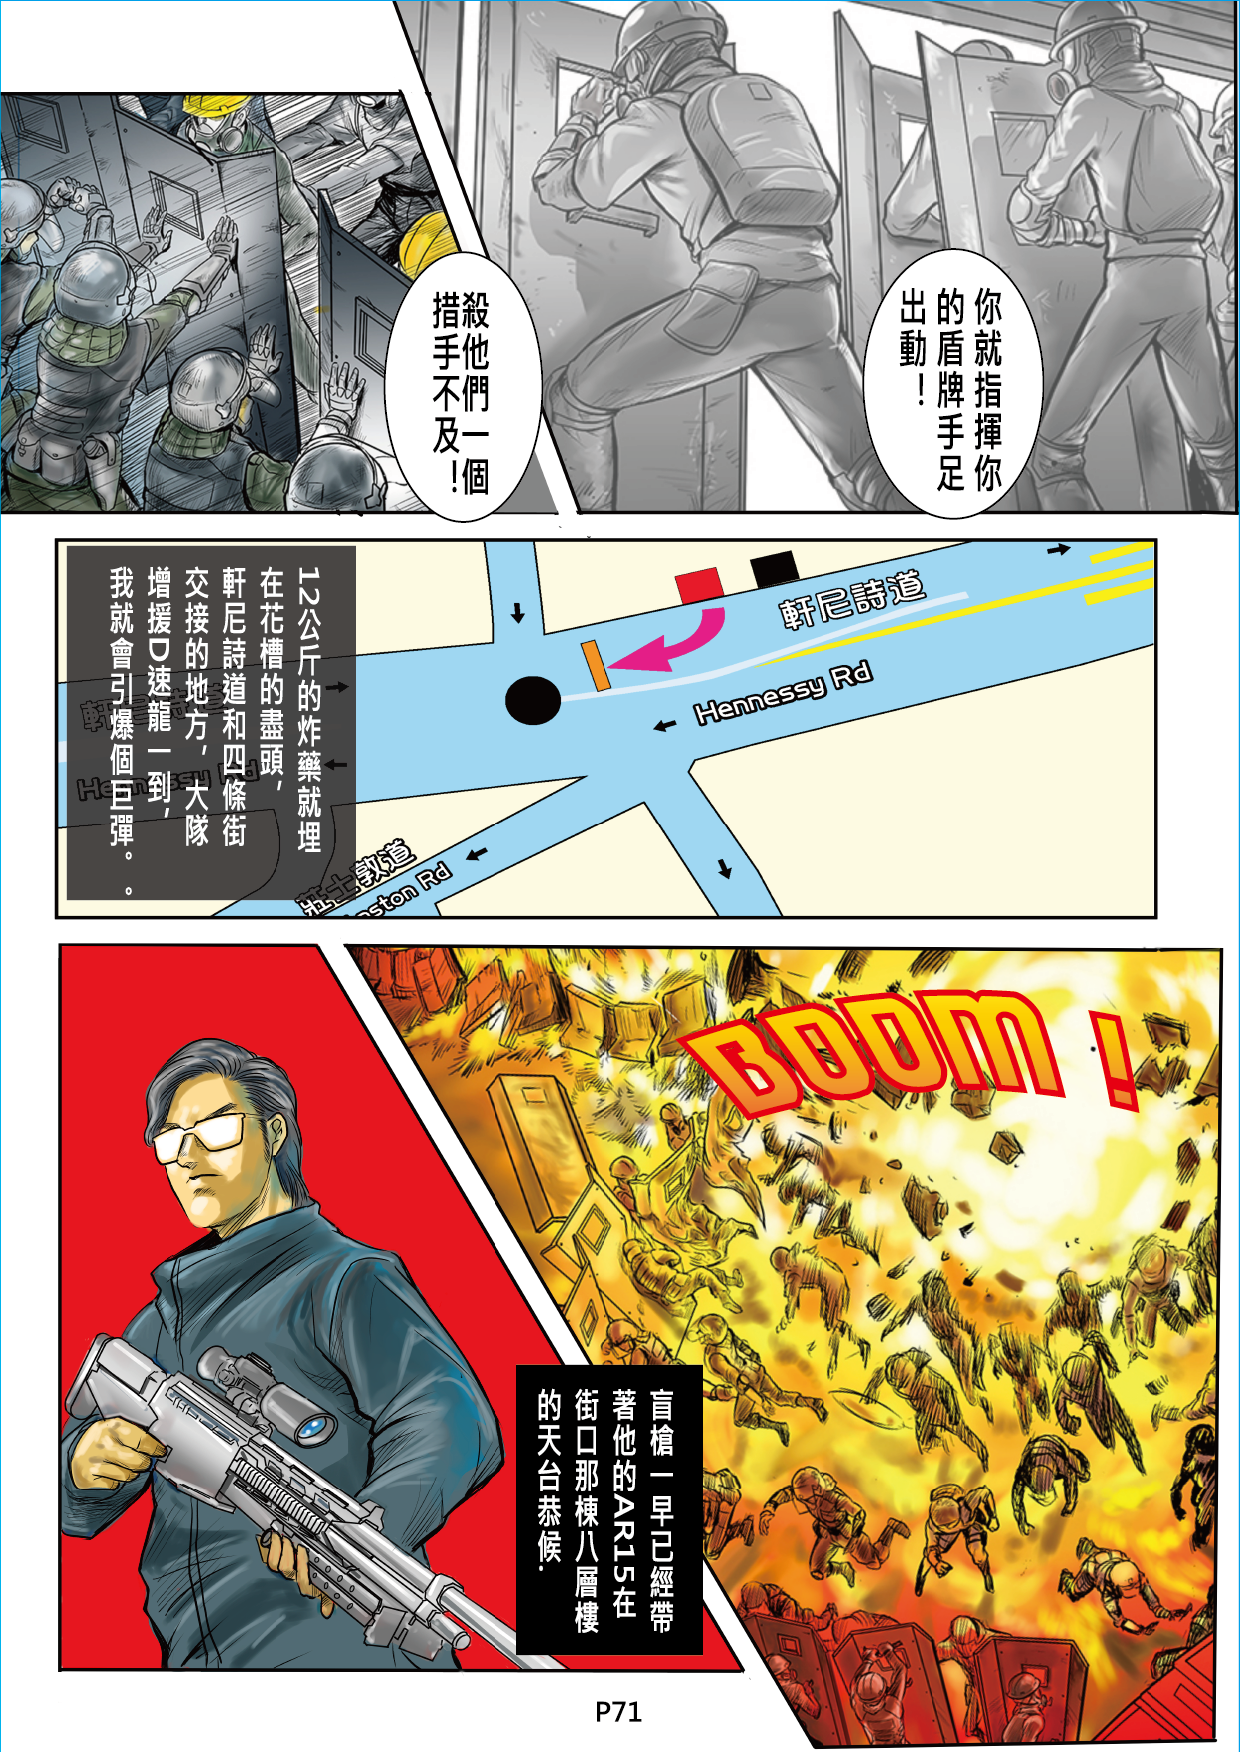 你就指揮你
的盾牌手足
出動！
殺他們一個
措手不及！
12公斤的炸藥就埋
在花槽的盡頭，
軒尼詩道和四條街
交接的地方，大隊
增援D速龍一到，
我就會引爆個巨彈。。
軒尼詩道
Hennessy Rd
軒尼詩道
Hennessy Rd
莊士敦道
nston Rd
BOOM！
盲槍一早已經帶
著他的AR15在
街口那棟八層樓
的天台恭候.
P71